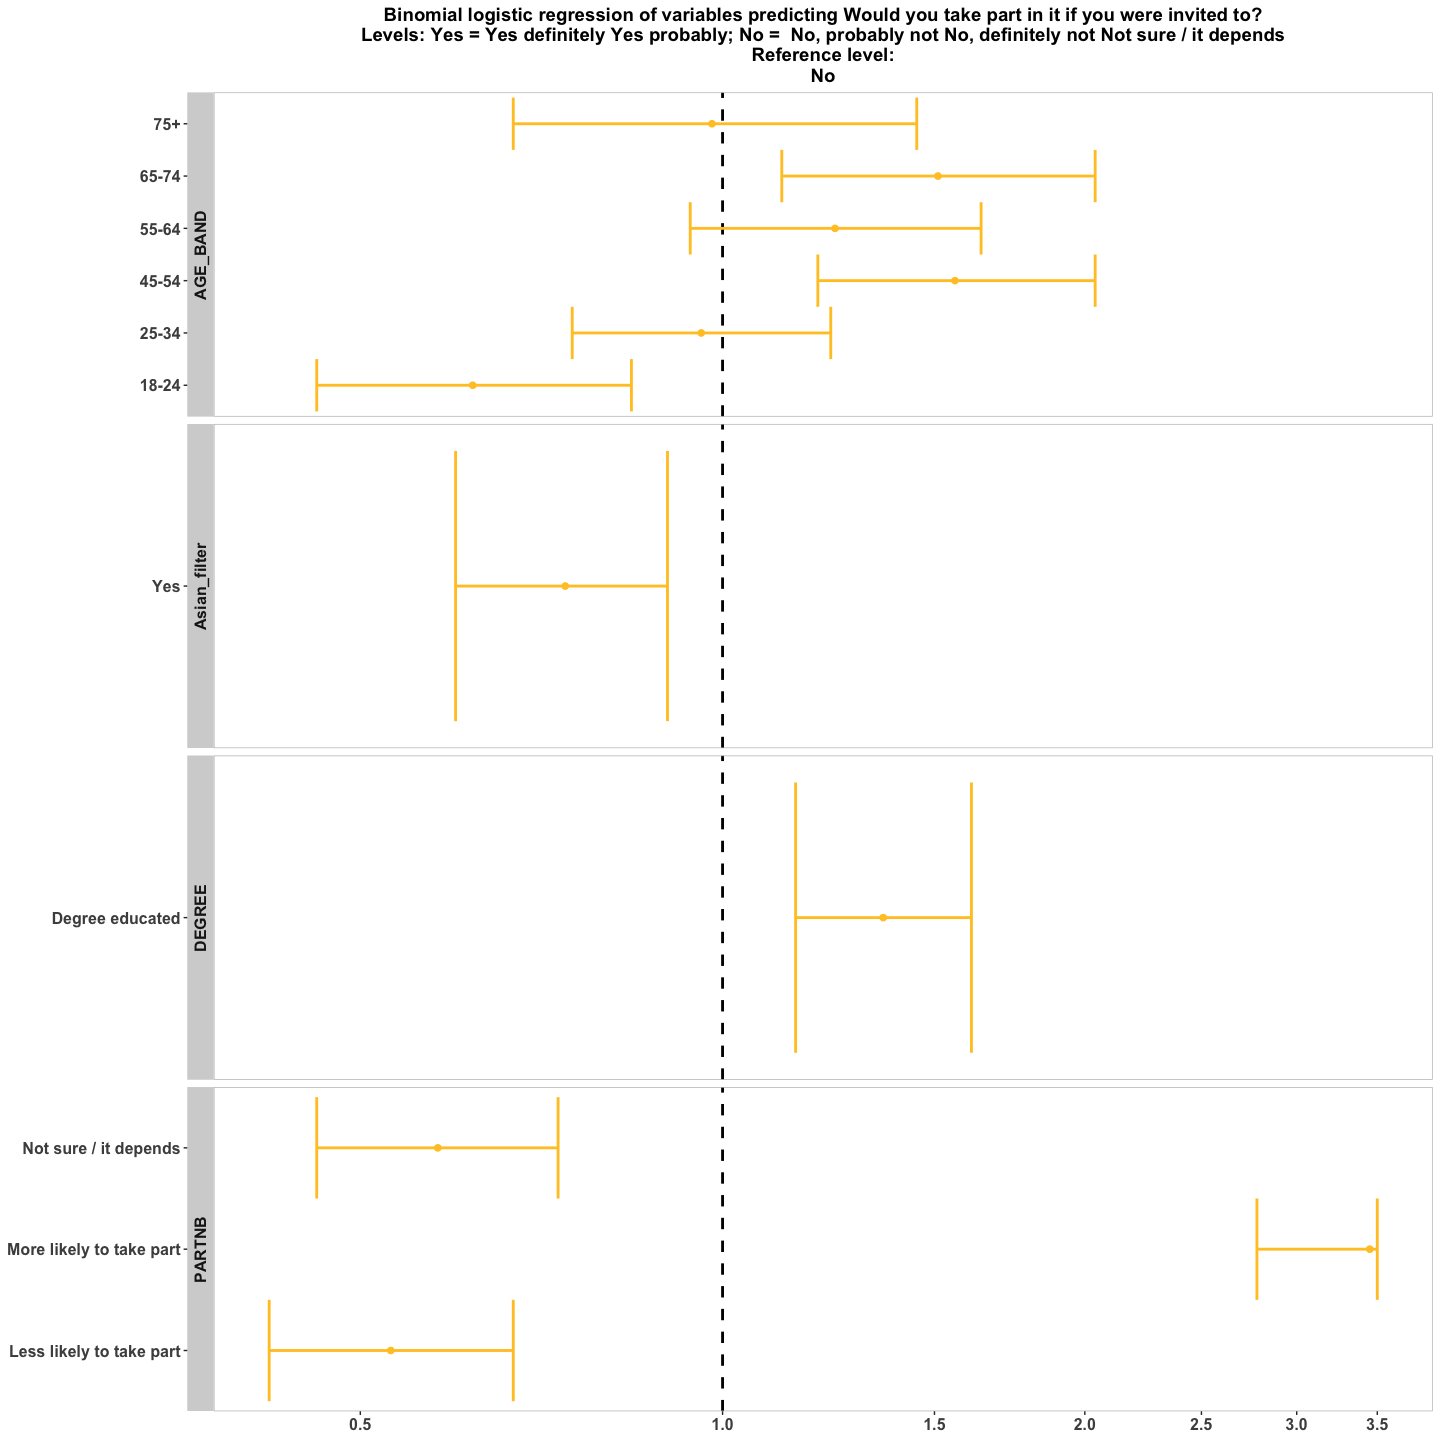 Binomial logistic regression of variables predicting Would you take part in it if you were invited to?
Levels: Yes = Yes definitely Yes probably; No =  No, probably not No, definitely not Not sure / it depends
Reference level:
No
AGE_BAND
75+
65-74
55-64
45-54
25-34
18-24
Asian_filter
Yes
DEGREE
Degree educated
PARTNB
Not sure / it depends
More likely to take part
Less likely to take part
0.5 1.0 1.5 2.0 2.5 3.0 3.5